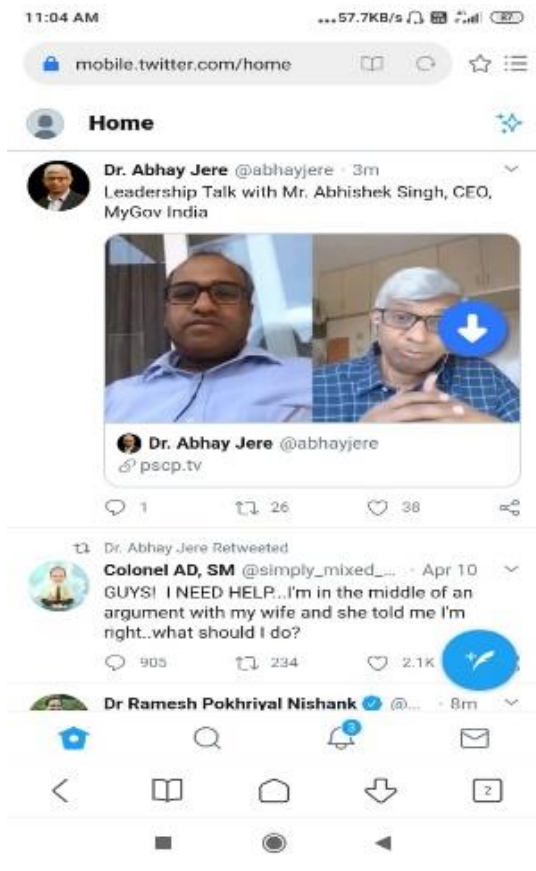 11:04 AM
...57.7KB/s
87
mobile.twitter.com/home
Home
Dr. Abhay Jere @abhayjere · 3m
Leadership Talk with Mr. Abhishek Singh, CEO,
MyGov India
Dr. Abhay Jere @abhayjere
pscp.tv
1
26
38
Dr. Abhay Jere Retweeted
Colonel AD, SM @simply_mixed_... · Apr 10
GUYS! I NEED HELP...I'm in the middle of an
argument with my wife and she told me I'm
right..what should I do?
905
234
2.1K
Dr Ramesh Pokhriyal Nishank @... · 8m
3
2